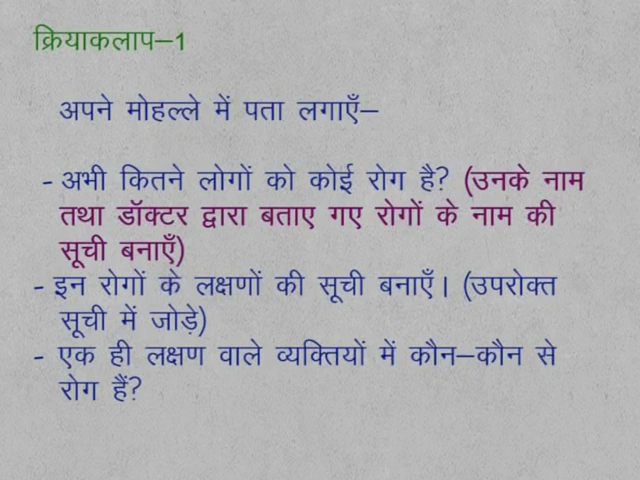 क्रियाकलाप–1
अपने मोहल्ले में पता लगाएँ–
- अभी कितने लोगों को कोई रोग है? (उनके नाम
तथा डॉक्टर द्वारा बताए गए रोगों के नाम की
सूची बनाएँ)
- इन रोगों के लक्षणों की सूची बनाएँ। (उपरोक्त
सूची में जोड़े)
- एक ही लक्षण वाले व्यक्तियों में कौन–कौन से
रोग हैं?